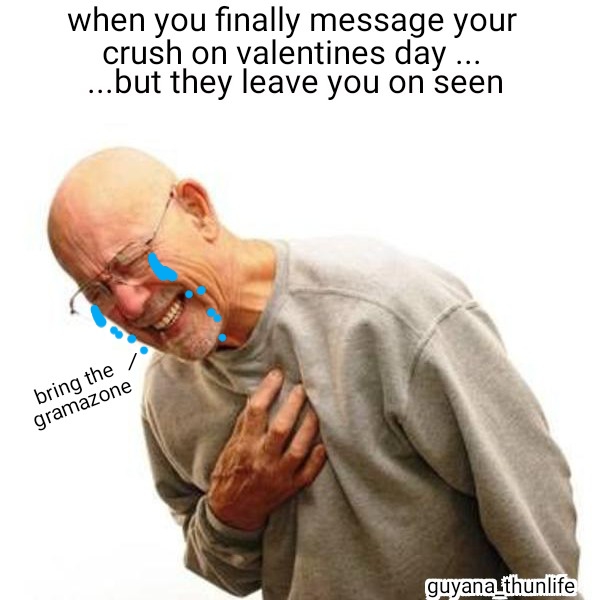 when you finally message your
crush on valentines day ...
...but they leave you on seen
bring the
gramazone
guyana_thunlife